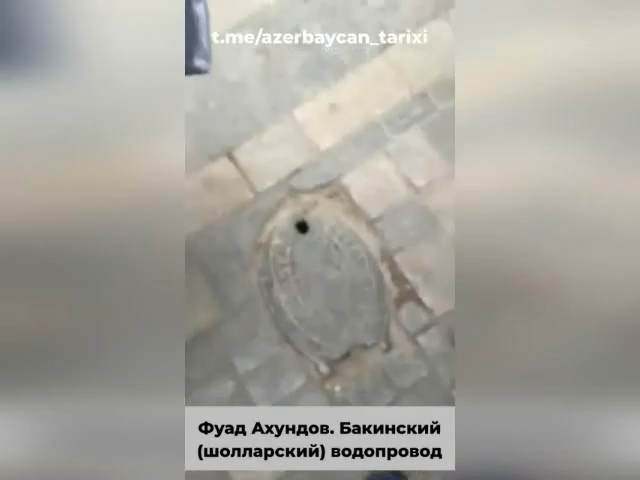 t.me/azerbaycan_tarixi
Фуад Ахундов. Бакинский
(шолларский) водопровод